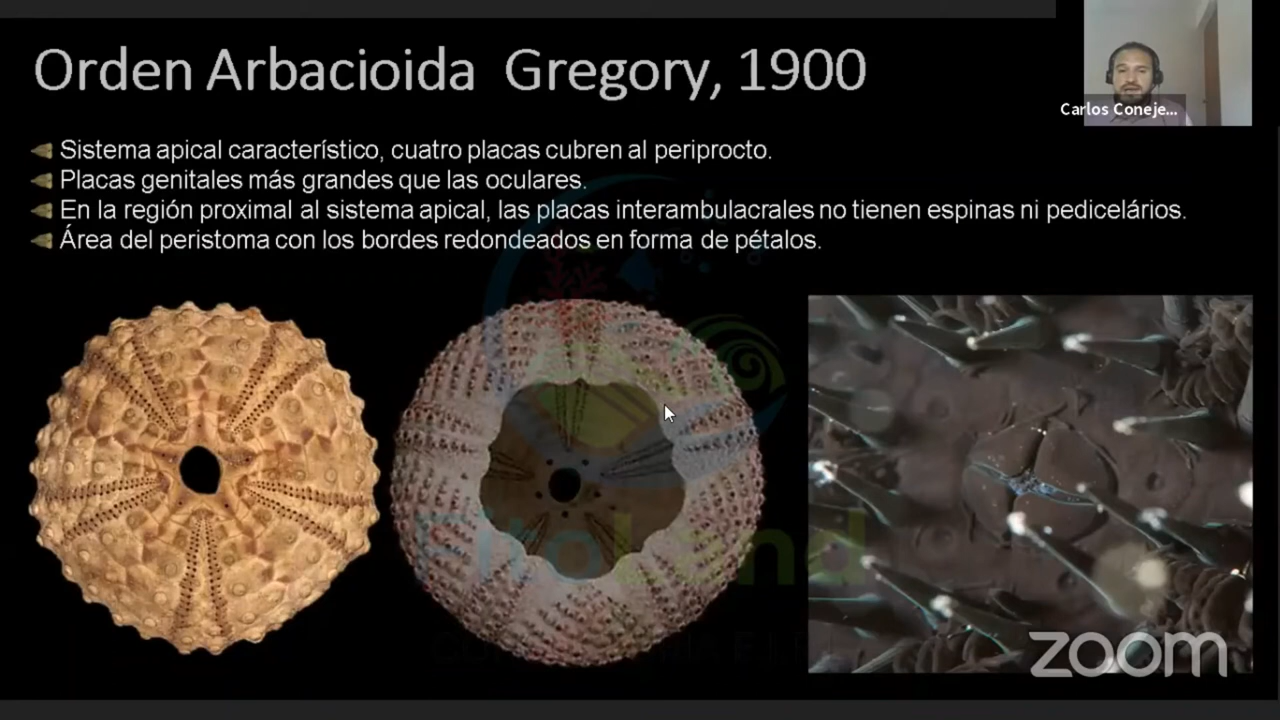 Orden Arbacioida Gregory, 1900
Carlos Coneje...
Sistema apical característico, cuatro placas cubren al periprocto.
Placas genitales más grandes que las oculares.
En la región proximal al sistema apical, las placas interambulacrales no tienen espinas ni pedicelários.
Área del peristoma con los bordes redondeados en forma de pétalos.
FitoLand
zoom